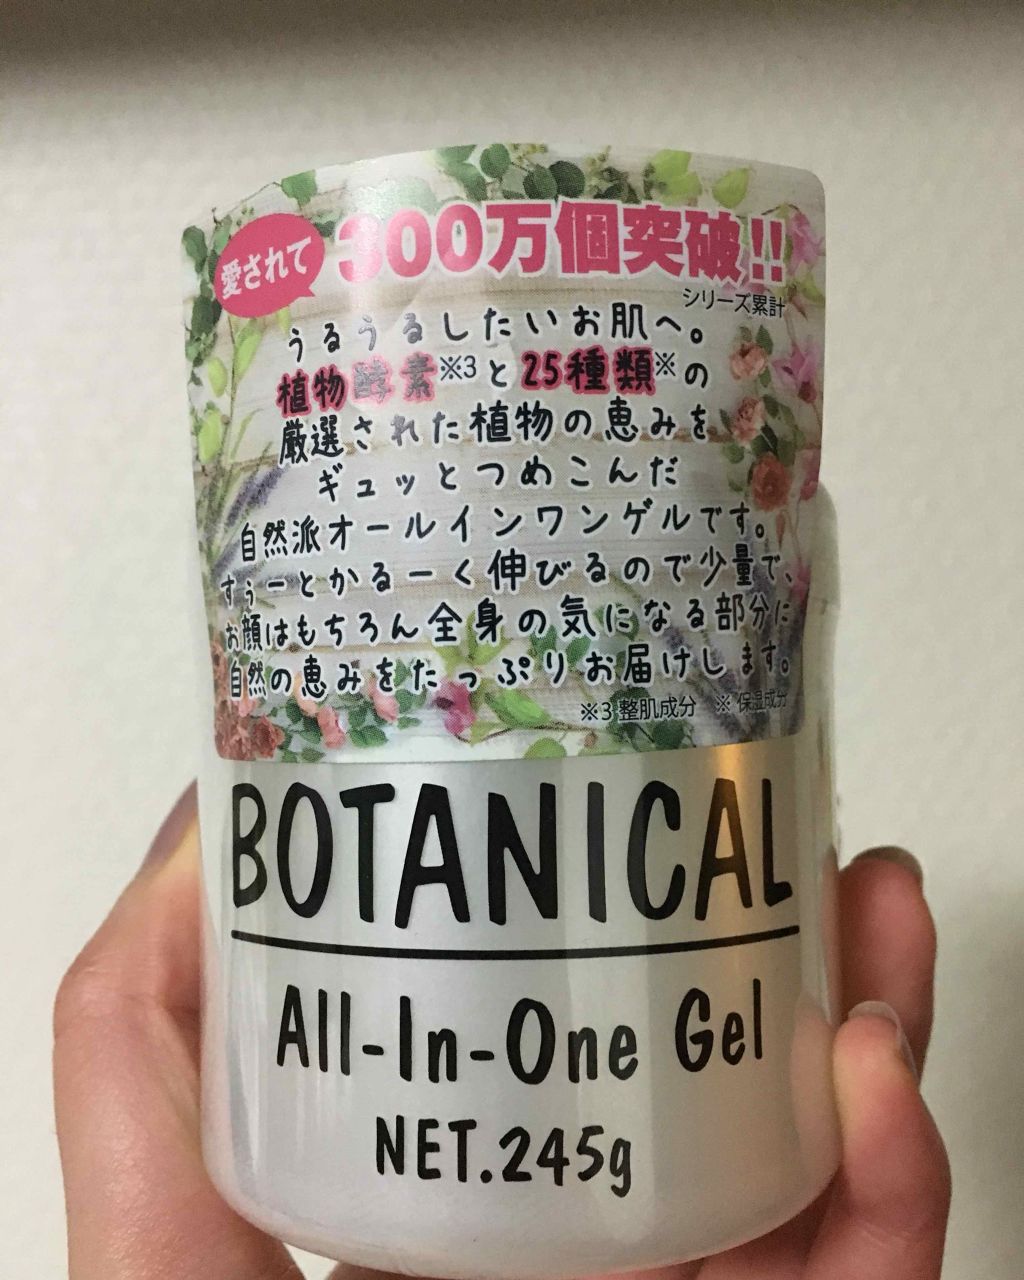 愛されて
300万個突破!!
シリーズ累計
うるうるしたいお肌へ。
植物酵素※3と25種類※の
厳選された植物の恵みを
ギュッとつめこんだ
自然派オールインワンゲルです。
すぅーとかるーく伸びるので少量で、
お顔はもちろん全身の気になる部分に
自然の恵みをたっぷりお届けします。
※3 整肌成分 ※ 保湿成分
BOTANICAL
All-In-One Gel
NET.245g